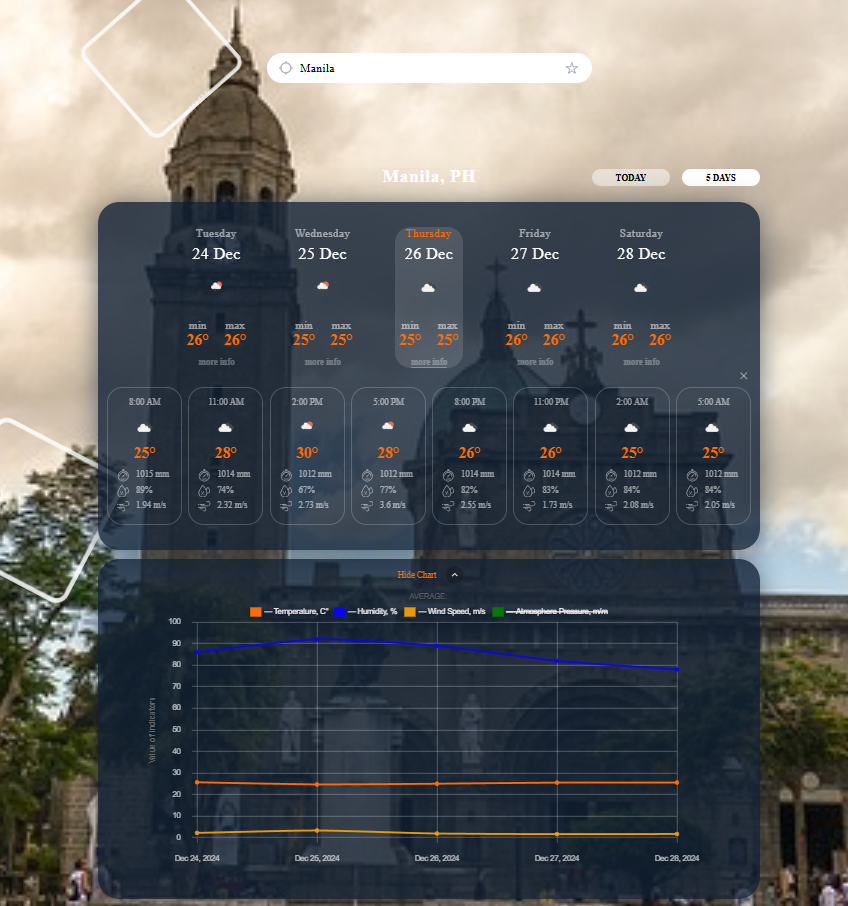 Manila
Manila, PH
TODAY
5 DAYS
Tuesday Wednesday Thursday Friday Saturday
24 Dec 25 Dec 26 Dec 27 Dec 28 Dec
min max min max min max min max min max
26° 26° 25° 25° 25° 25° 26° 26° 26° 26°
more info more info more info more info more info
8:00 AM 11:00 AM 2:00 PM 5:00 PM 8:00 PM 11:00 PM 2:00 AM 5:00 AM
25° 28° 30° 28° 26° 26° 25° 25°
1015 mm 1014 mm 1012 mm 1012 mm 1014 mm 1014 mm 1012 mm 1012 mm
89% 74% 67% 77% 82% 83% 84% 84%
1.94 m/s 2.32 m/s 2.73 m/s 3.6 m/s 2.55 m/s 1.73 m/s 2.08 m/s 2.05 m/s
Hide Chart
AVERAGE:
— Temperature, C° — Humidity, % — Wind Speed, m/s — Atmosphere Pressure, m/m
Value of indicators
100
90
80
70
60
50
40
30
20
10
0
Dec 24, 2024 Dec 25, 2024 Dec 26, 2024 Dec 27, 2024 Dec 28, 2024